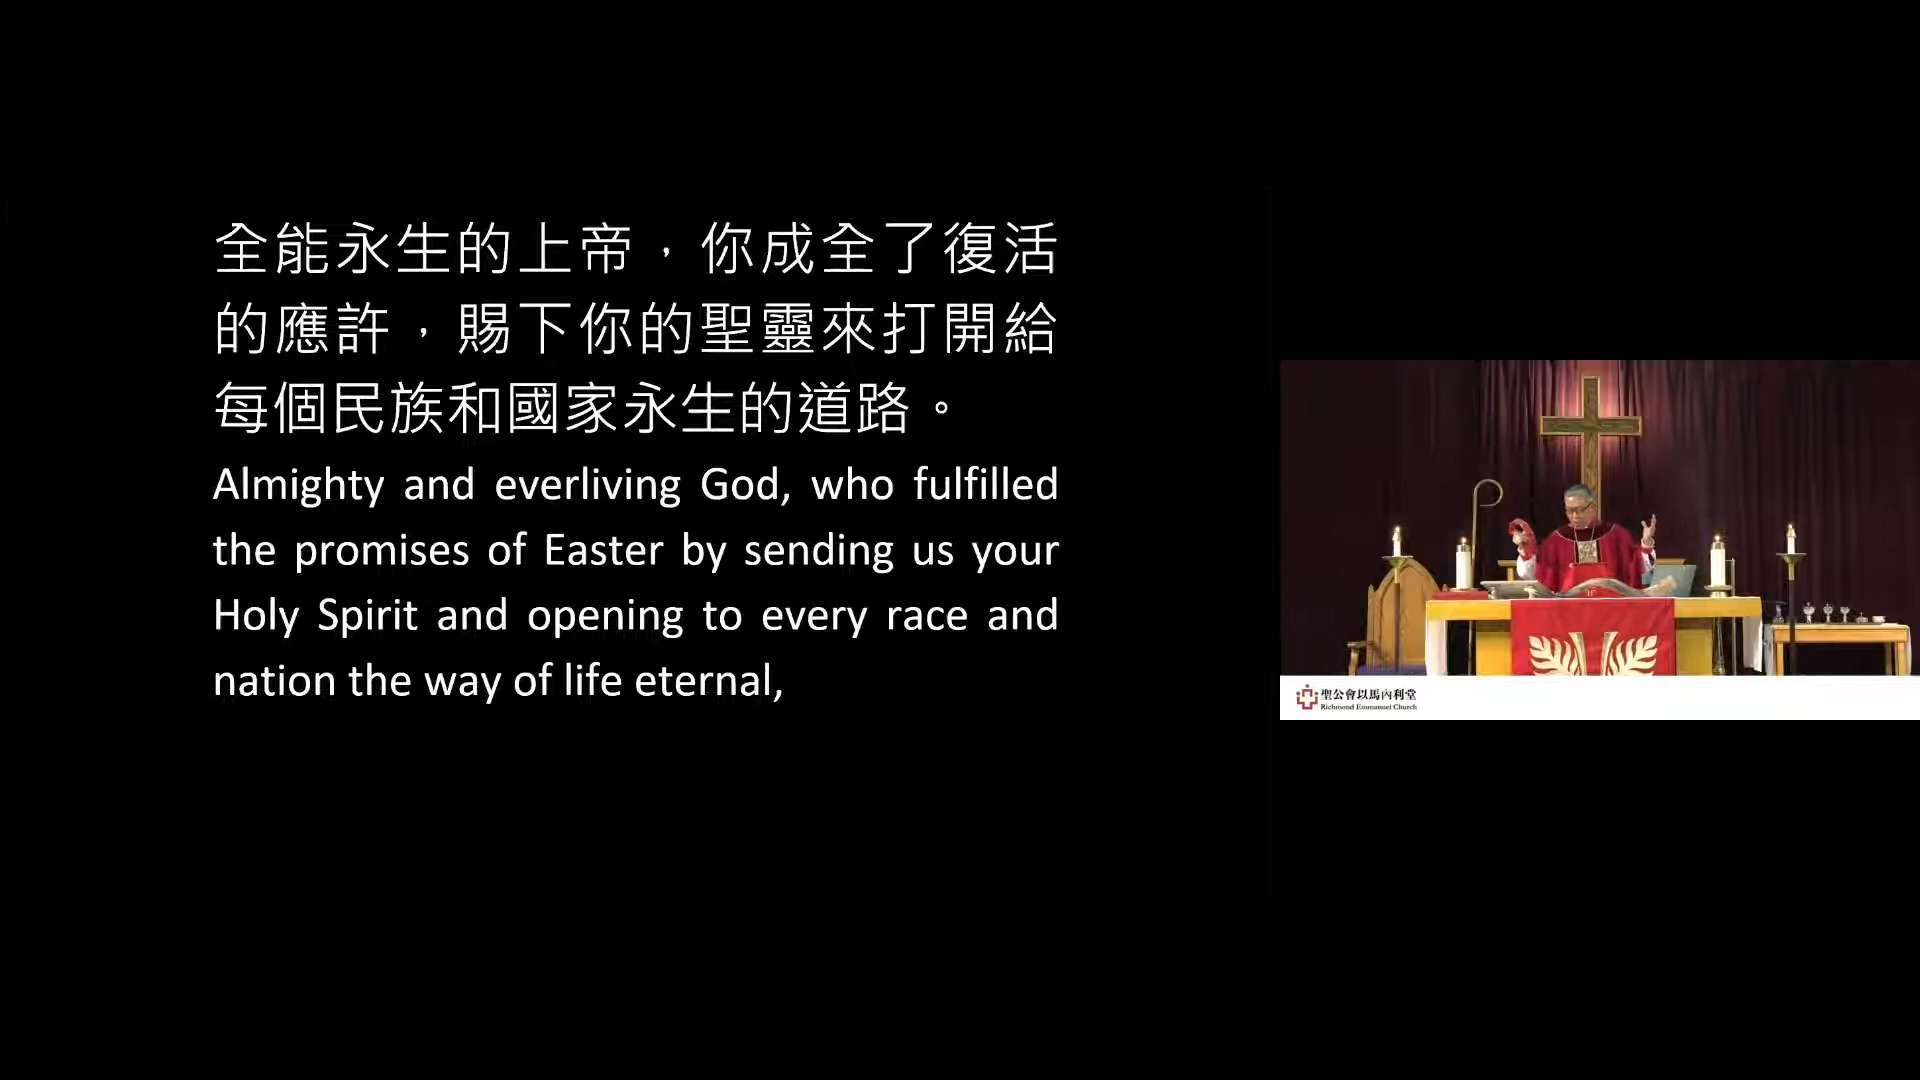 全能永生的上帝，你成全了復活
的應許，賜下你的聖靈來打開給
每個民族和國家永生的道路。
Almighty and everliving God, who fulfilled
the promises of Easter by sending us your
Holy Spirit and opening to every race and
nation the way of life eternal,
聖公會以馬內利堂
Richmond Emmanuel Church